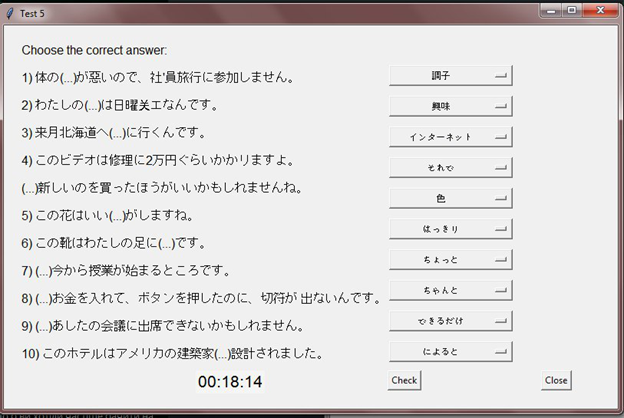 Test 5
Choose the correct answer:
1) 体の(...)が悪いので、社'員旅行に参加しません。
調子
2) わたしの(...)は日曜关エなんです。
興味
3) 来月北海道へ(...)に行くんです。
インターネット
4) このビデオは修理に2万円ぐらいかかリますよ。
それで
(...)新しいのを買ったほうがいいかもしれませんね。
色
5) この花はいい(...)がしますね。
はっきり
6) この靴はわたしの足に(...)です。
ちょっと
7) (...)今から授業が始まるところです。
ちゃんと
8) (...)お金を入れて、ボタンを押したのに、切符が 出ないんです。
できるだけ
9) (...)あしたの会議に出席できないかもしれません。
によると
10) このホテルはアメリカの建築家(...)設計されました。
00:18:14
Check
Close